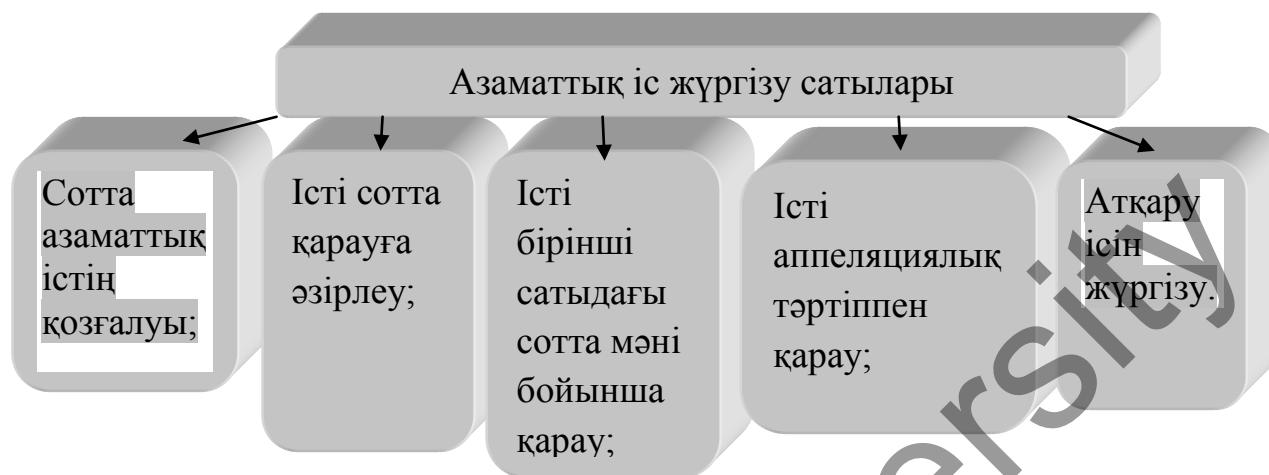 Азаматтық іс жүргізу сатылары
Сотта
азаматтық
істің
қозғалуы;
Істі сотта
қарауға
әзірлеу;
Істі
бірінші
сатыдағы
сотта мәні
бойынша
қарау;
Істі
аппеляциялық
тәртіппен
қарау;
Атқару
ісін
жүргізу.
ersity